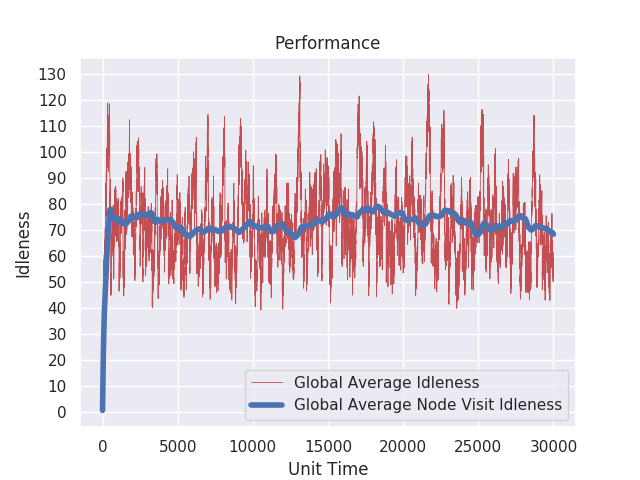 Performance
130
120
110
100
90
80
70
60
50
40
30
20
10
0
Idleness
0 5000 10000 15000 20000 25000 30000
Unit Time
Global Average Idleness
Global Average Node Visit Idleness